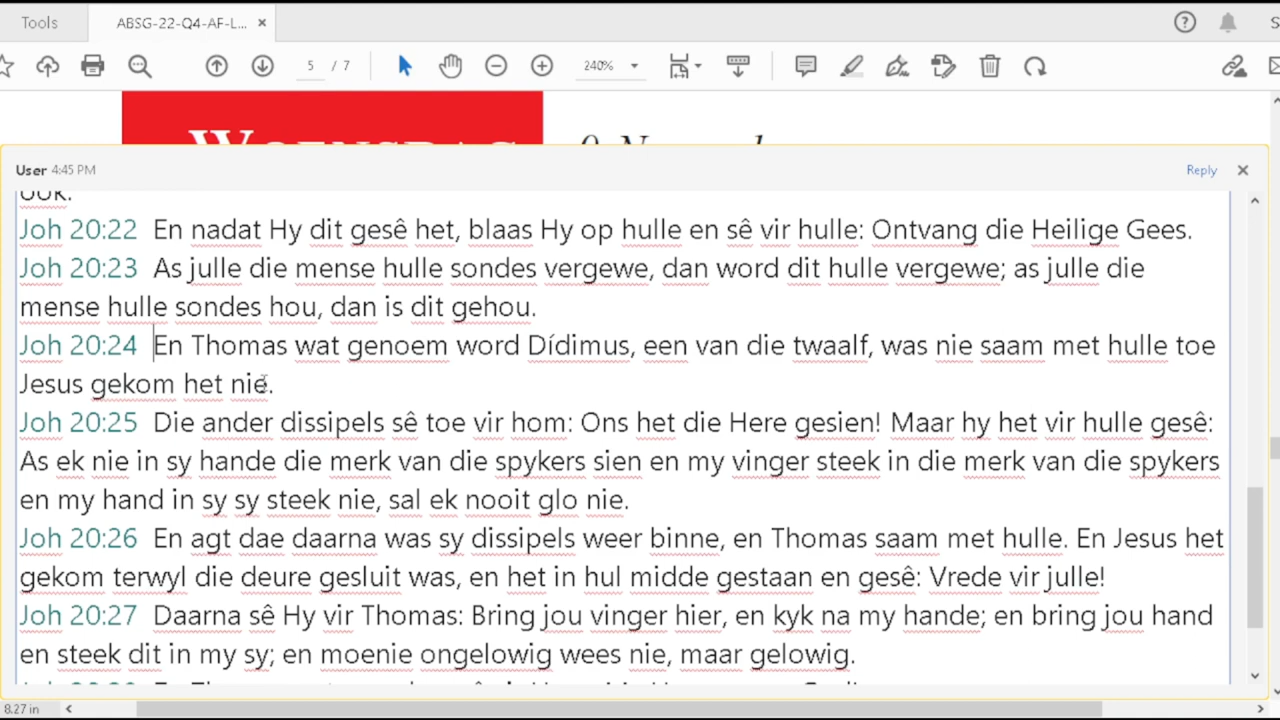 Tools
ABSG-22-Q4-AF-L... ×
5 / 7
240%
User 4:45 PM
Reply
ook.
Joh 20:22 En nadat Hy dit gesê het, blaas Hy op hulle en sê vir hulle: Ontvang die Heilige Gees.
Joh 20:23 As julle die mense hulle sondes vergewe, dan word dit hulle vergewe; as julle die
mense hulle sondes hou, dan is dit gehou.
Joh 20:24 En Thomas wat genoem word Dídimus, een van die twaalf, was nie saam met hulle toe
Jesus gekom het nie.
Joh 20:25 Die ander dissipels sê toe vir hom: Ons het die Here gesien! Maar hy het vir hulle gesê:
As ek nie in sy hande die merk van die spykers sien en my vinger steek in die merk van die spykers
en my hand in sy sy steek nie, sal ek nooit glo nie.
Joh 20:26 En agt dae daarna was sy dissipels weer binne, en Thomas saam met hulle. En Jesus het
gekom terwyl die deure gesluit was, en het in hul midde gestaan en gesê: Vrede vir julle!
Joh 20:27 Daarna sê Hy vir Thomas: Bring jou vinger hier, en kyk na my hande; en bring jou hand
en steek dit in my sy; en moenie ongelowig wees nie, maar gelowig.
8.27 in